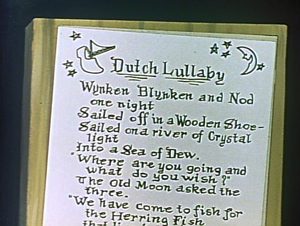 Dutch Lullaby
Wynken Blynken and Nod
one night
Sailed off in a Wooden Shoe-
Sailed on a river of Crystal
light
Into a Sea of Dew.
"Where are you going and
what do you wish?"
The Old Moon asked the
three.
"We have come to fish for
the Herring Fish